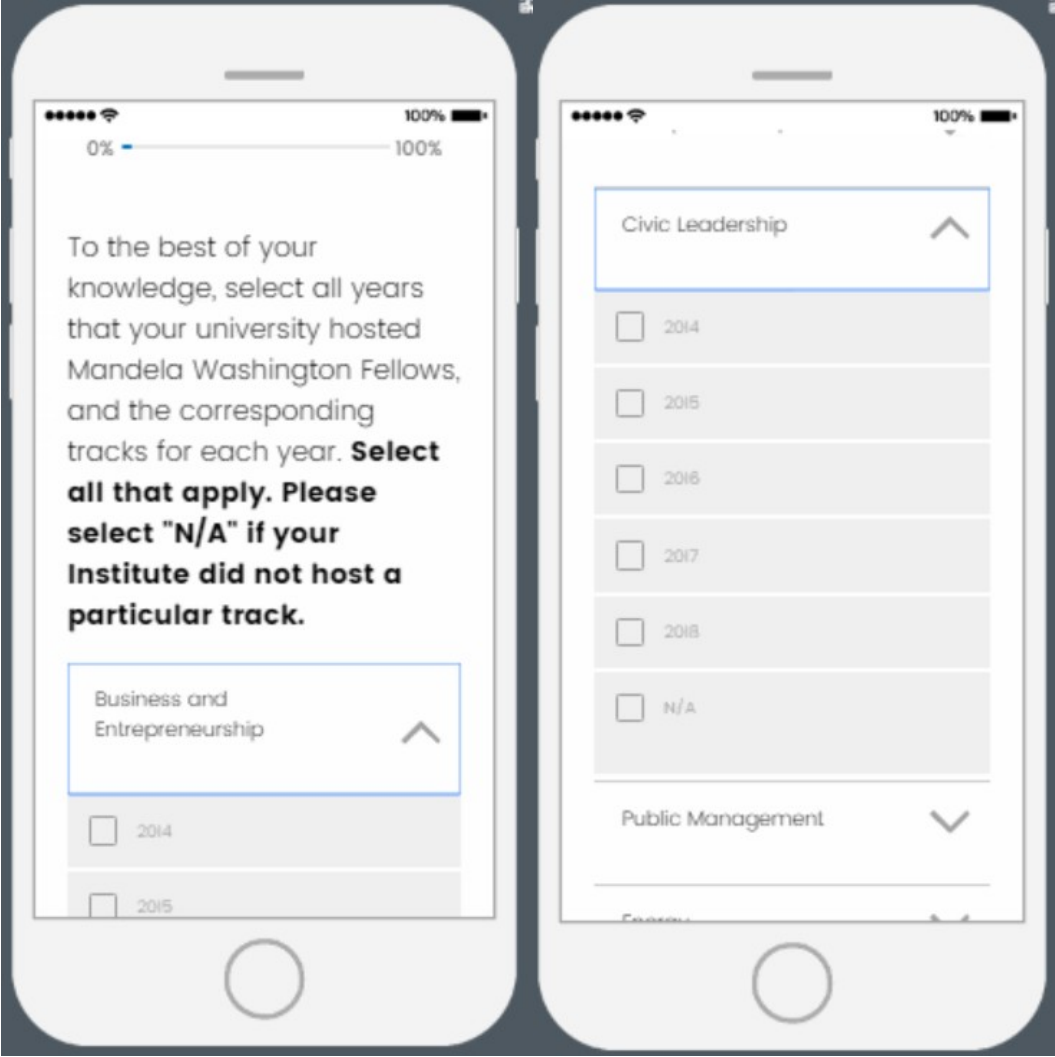 100%
0%
100%
To the best of your
knowledge, select all years
that your university hosted
Mandela Washington Fellows,
and the corresponding
tracks for each year. Select
all that apply. Please
select "N/A" if your
Institute did not host a
particular track.
Business and
Entrepreneurship
2014
2015
100%
Civic Leadership
2014
2015
2016
2017
2018
N/A
Public Management
Energy